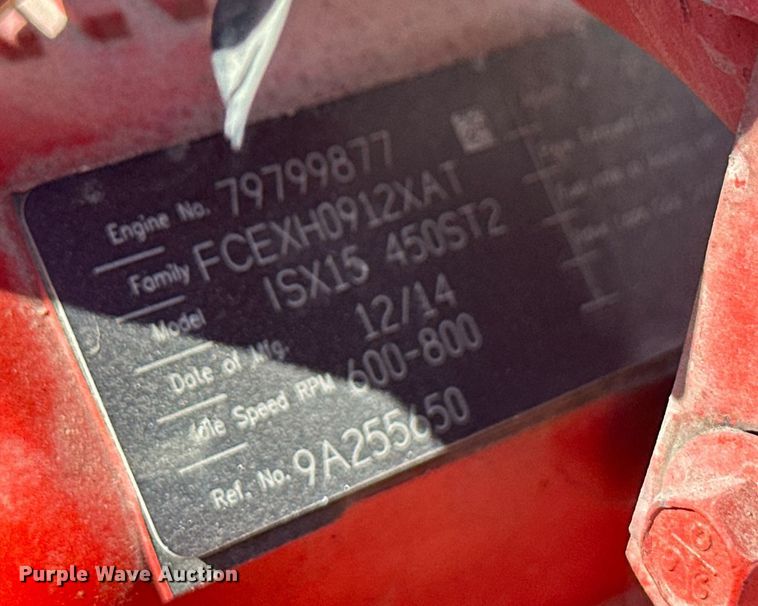 Engine No. 79799877
Family FCEXH0912XAT
Model ISX15 450ST2
Date of Mfg. 12/14
Idle Speed RPM 600-800
Ref. No. 9A255650
Purple Wave Auction